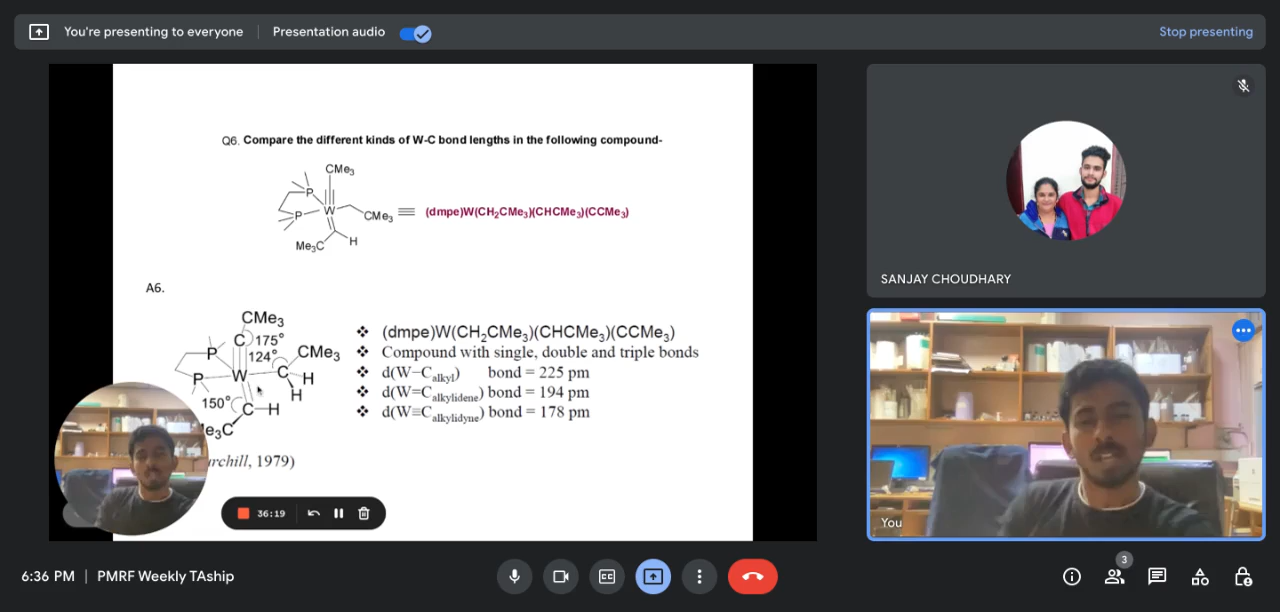 You're presenting to everyone
Presentation audio
Stop presenting
Q6. Compare the different kinds of W-C bond lengths in the following compound-
CMe₃
P
P
W
CMe₃
≡ (dmpe)W(CH₂CMe₃)(CHCMe₃)(CCMe₃)
Me₃C
H
A6.
CMe₃
C 175°
P
124°
CMe₃
P
W
C
H
H
150°
C-H
Me₃C
❖ (dmpe)W(CH₂CMe₃)(CHCMe₃)(CCMe₃)
❖ Compound with single, double and triple bonds
❖ d(W−Cₐₗₖᵧₗ) bond = 225 pm
❖ d(W=Calkylidene) bond = 194 pm
❖ d(W≡Calkylidyne) bond = 178 pm
1979)
36:19
SANJAY CHOUDHARY
You
6:36 PM | PMRF Weekly TAship
CC
3